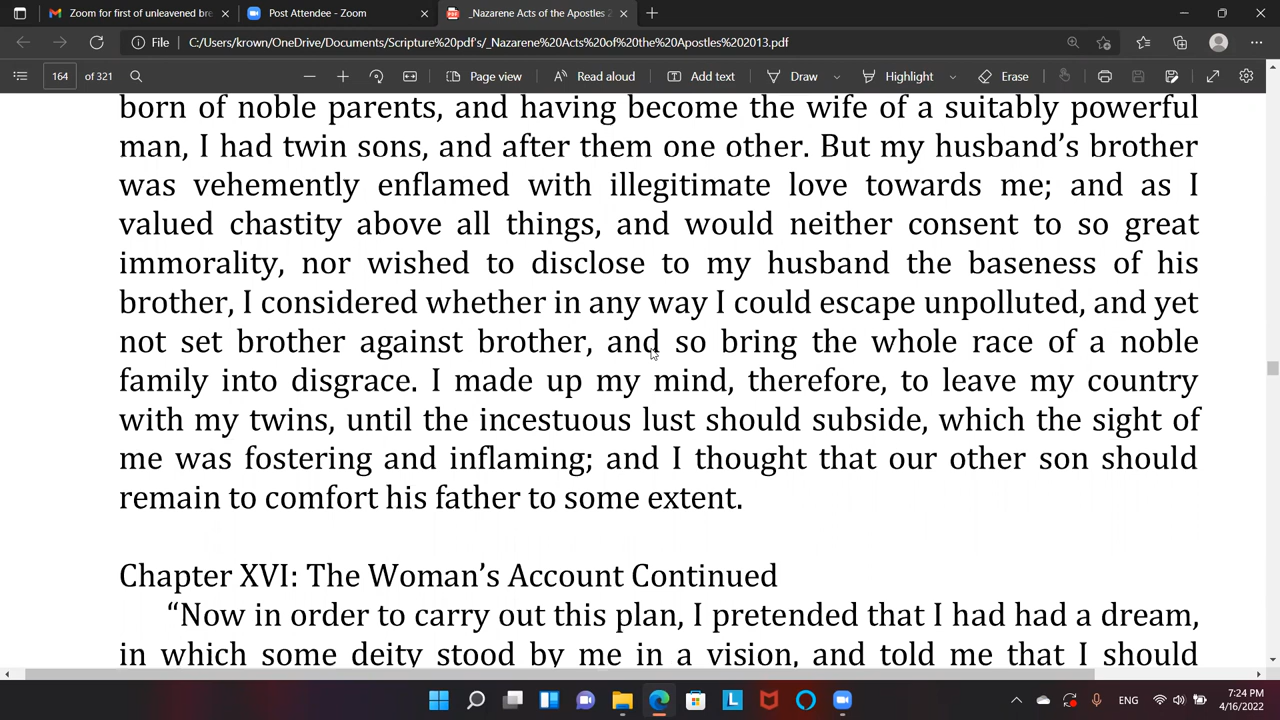 Zoom for first of unleavened bre
Post Attendee - Zoom
_Nazarene Acts of the Apostles 2
File
C:/Users/krown/OneDrive/Documents/Scripture%20pdf's/_Nazarene%20Acts%20of%20the%20Apostles%202013.pdf
164 of 321
Page view
Read aloud
Add text
Draw
Highlight
Erase
born of noble parents, and having become the wife of a suitably powerful
man, I had twin sons, and after them one other. But my husband’s brother
was vehemently enflamed with illegitimate love towards me; and as I
valued chastity above all things, and would neither consent to so great
immorality, nor wished to disclose to my husband the baseness of his
brother, I considered whether in any way I could escape unpolluted, and yet
not set brother against brother, and so bring the whole race of a noble
family into disgrace. I made up my mind, therefore, to leave my country
with my twins, until the incestuous lust should subside, which the sight of
me was fostering and inflaming; and I thought that our other son should
remain to comfort his father to some extent.
Chapter XVI: The Woman’s Account Continued
“Now in order to carry out this plan, I pretended that I had had a dream,
in which some deity stood by me in a vision, and told me that I should
ENG
7:24 PM
4/16/2022